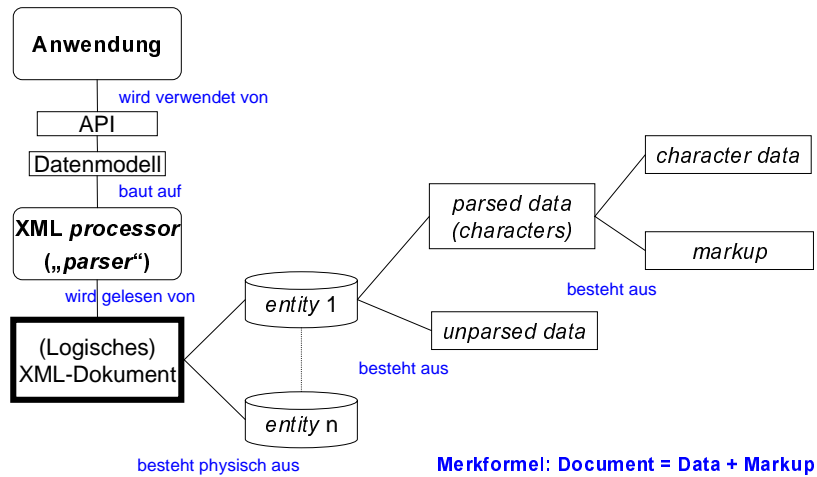 Anwendung
wird verwendet von
API
Datenmodell
baut auf
XML processor
(„parser“)
wird gelesen von
(Logisches)
XML-Dokument
besteht physisch aus
entity 1
entity n
besteht aus
parsed data
(characters)
unparsed data
besteht aus
character data
markup
Merkformel: Document = Data + Markup